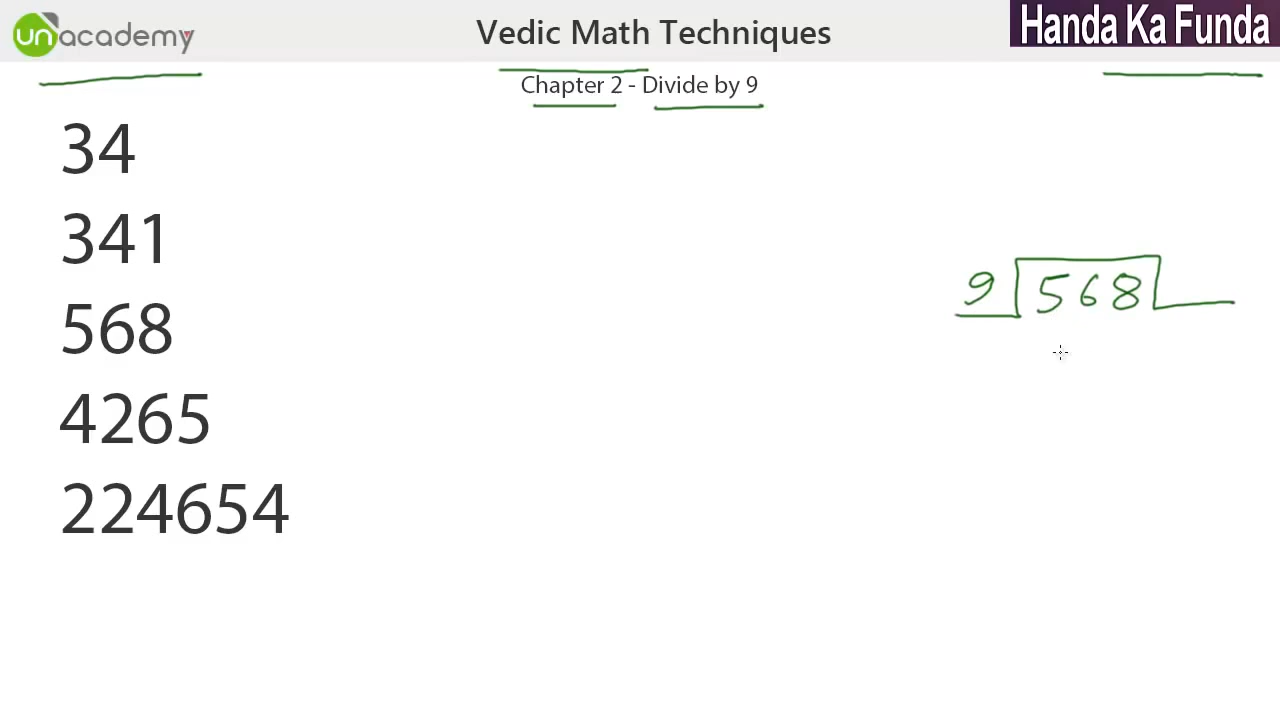 unacademy
Vedic Math Techniques
Handa Ka Funda
Chapter 2 - Divide by 9
34
341
568
4265
224654
9 568